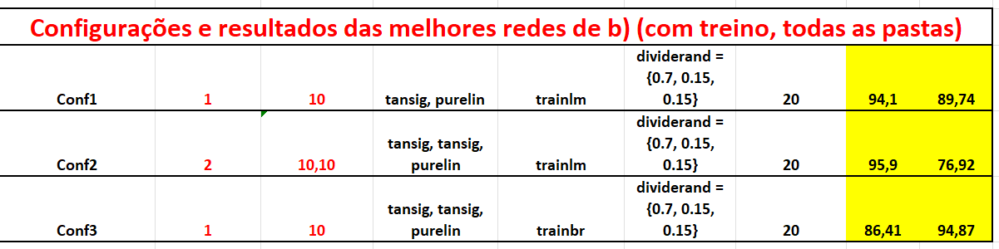 Configurações e resultados das melhores redes de b) (com treino, todas as pastas)
Conf1 1 10 tansig, purelin trainlm dividerand = {0.7, 0.15, 0.15} 20 94,1 89,74
Conf2 2 10,10 tansig, tansig, purelin trainlm dividerand = {0.7, 0.15, 0.15} 20 95,9 76,92
Conf3 1 10 tansig, tansig, purelin trainbr dividerand = {0.7, 0.15, 0.15} 20 86,41 94,87